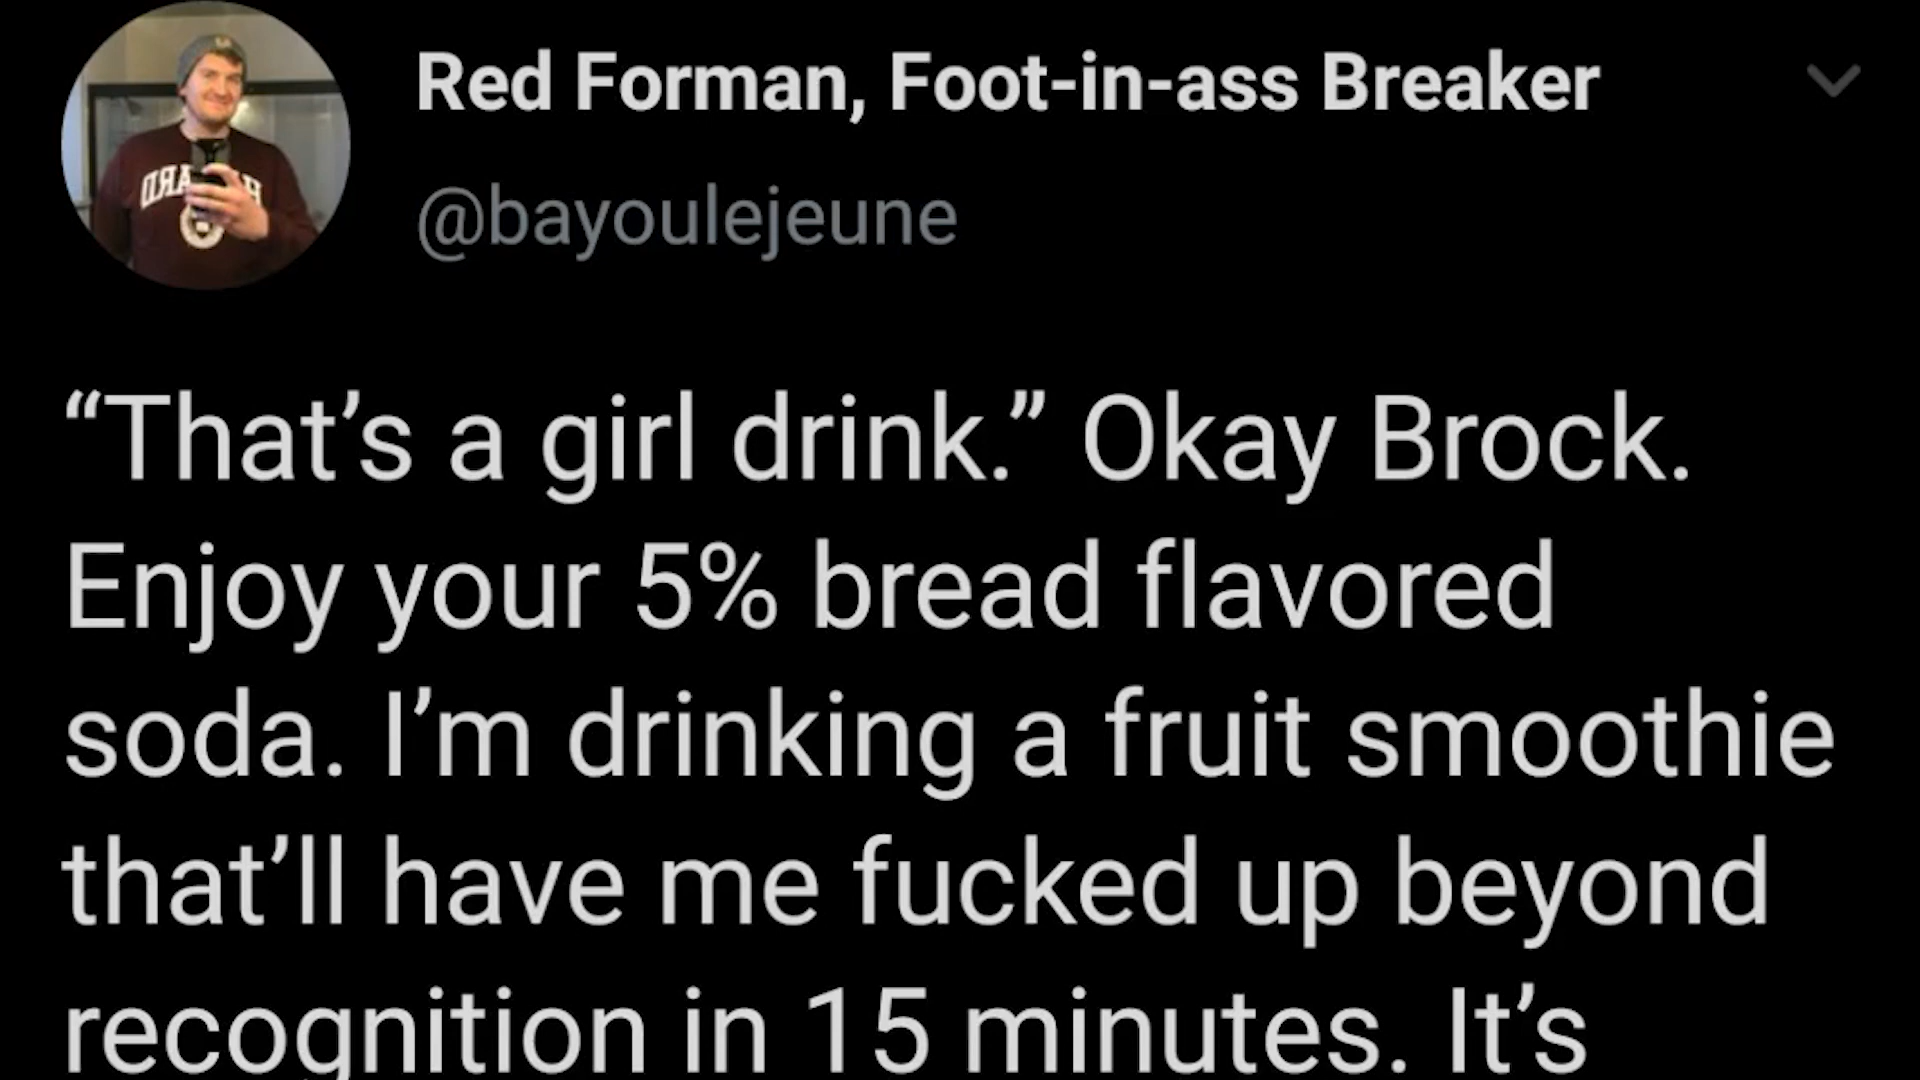 Red Forman, Foot-in-ass Breaker
@bayoulejeune
“That’s a girl drink.” Okay Brock.
Enjoy your 5% bread flavored
soda. I’m drinking a fruit smoothie
that’ll have me fucked up beyond
recognition in 15 minutes. It’s